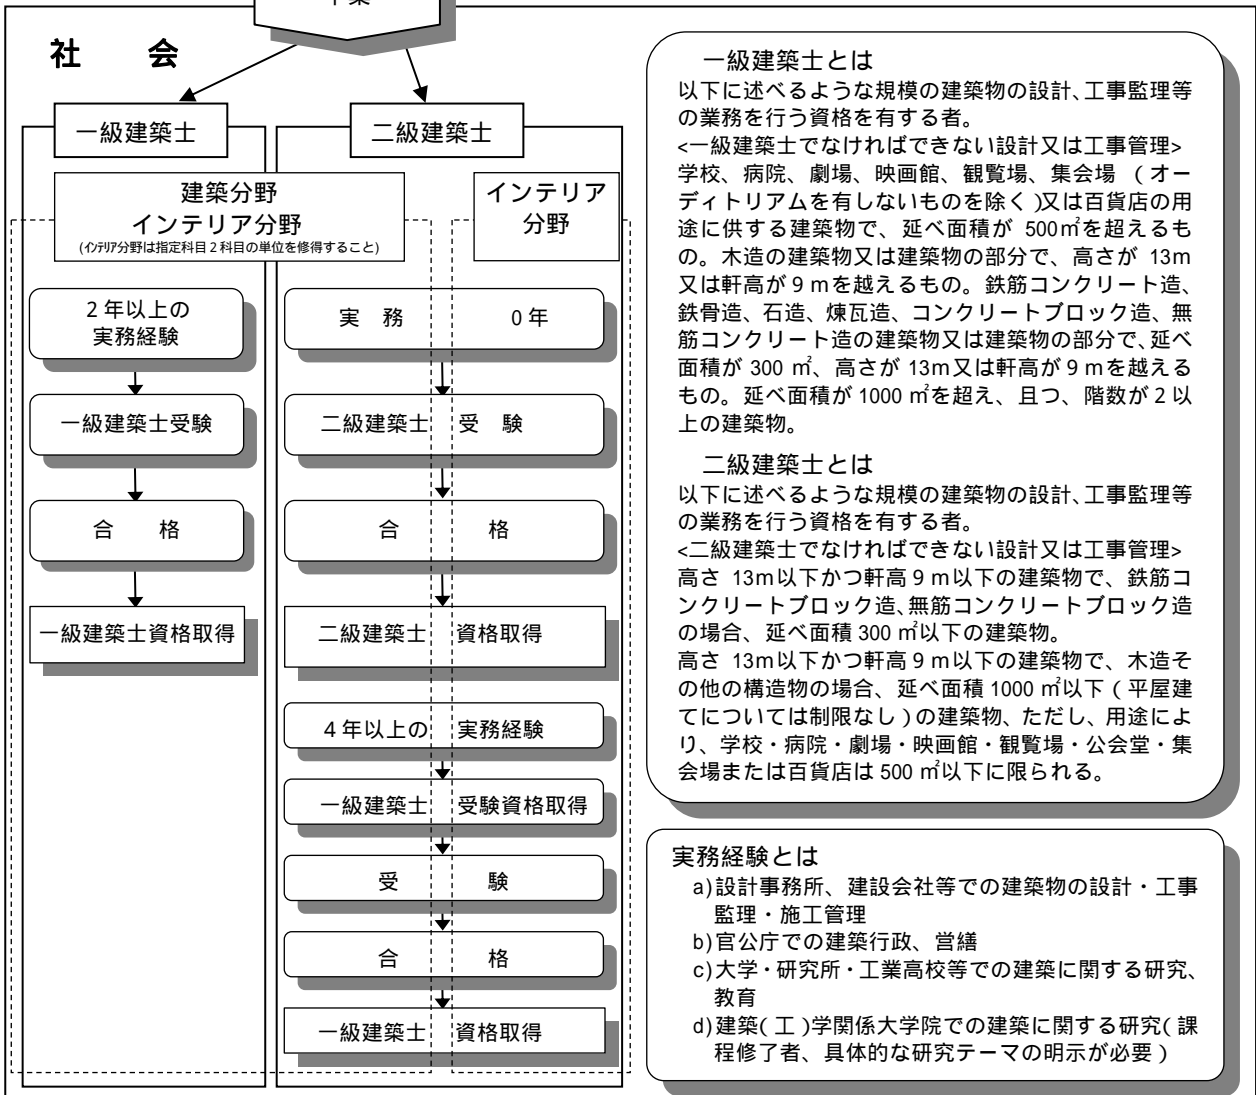 社　会
一級建築士
二級建築士
建築分野
インテリア分野
(インテリア分野は指定科目２科目の単位を修得すること)
インテリア
分野
２年以上の
実務経験
一級建築士受験
合　格
一級建築士資格取得
実　務　０年
二級建築士　受　験
合　格
二級建築士　資格取得
４年以上の　実務経験
一級建築士　受験資格取得
受　験
合　格
一級建築士　資格取得
一級建築士とは
以下に述べるような規模の建築物の設計、工事監理等
の業務を行う資格を有する者。
<一級建築士でなければできない設計又は工事管理>
学校、病院、劇場、映画館、観覧場、集会場　（オー
ディトリアムを有しないものを除く）又は百貨店の用
途に供する建築物で、延べ面積が 500㎡を超えるも
の。木造の建築物又は建築物の部分で、高さが 13m
又は軒高が９ｍを越えるもの。鉄筋コンクリート造、
鉄骨造、石造、煉瓦造、コンクリートブロック造、無
筋コンクリート造の建築物又は建築物の部分で、延べ
面積が 300 ㎡、高さが 13m 又は軒高が９ｍを越える
もの。延べ面積が 1000 ㎡を超え、且つ、階数が２以
上の建築物。
二級建築士とは
以下に述べるような規模の建築物の設計、工事監理等
の業務を行う資格を有する者。
<二級建築士でなければできない設計又は工事管理>
高さ 13m 以下かつ軒高９ｍ以下の建築物で、鉄筋コ
ンクリートブロック造、無筋コンクリートブロック造
の場合、延べ面積 300 ㎡以下の建築物。
高さ 13m 以下かつ軒高９ｍ以下の建築物で、木造そ
の他の構造物の場合、延べ面積 1000 ㎡以下（平屋建
てについては制限なし）の建築物、ただし、用途によ
り、学校・病院・劇場・映画館・観覧場・公会堂・集
会場または百貨店は 500 ㎡以下に限られる。
実務経験とは
a)設計事務所、建設会社等での建築物の設計・工事
監理・施工管理
b)官公庁での建築行政、営繕
c)大学・研究所・工業高校等での建築に関する研究、
教育
d)建築(工)学関係大学院での建築に関する研究(課
程修了者、具体的な研究テーマの明示が必要)